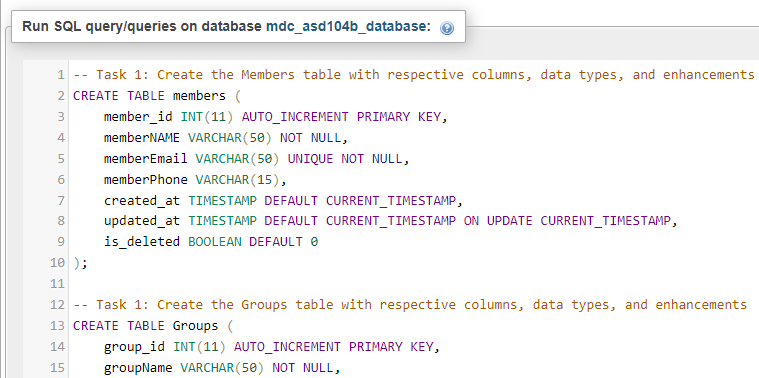 Run SQL query/queries on database mdc_asd104b_database:
1 -- Task 1: Create the Members table with respective columns, data types, and enhancements
2 CREATE TABLE members (
3     member_id INT(11) AUTO_INCREMENT PRIMARY KEY,
4     memberNAME VARCHAR(50) NOT NULL,
5     memberEmail VARCHAR(50) UNIQUE NOT NULL,
6     memberPhone VARCHAR(15),
7     created_at TIMESTAMP DEFAULT CURRENT_TIMESTAMP,
8     updated_at TIMESTAMP DEFAULT CURRENT_TIMESTAMP ON UPDATE CURRENT_TIMESTAMP,
9     is_deleted BOOLEAN DEFAULT 0
10 );
11
12 -- Task 1: Create the Groups table with respective columns, data types, and enhancements
13 CREATE TABLE Groups (
14     group_id INT(11) AUTO_INCREMENT PRIMARY KEY,
15     groupName VARCHAR(50) NOT NULL,